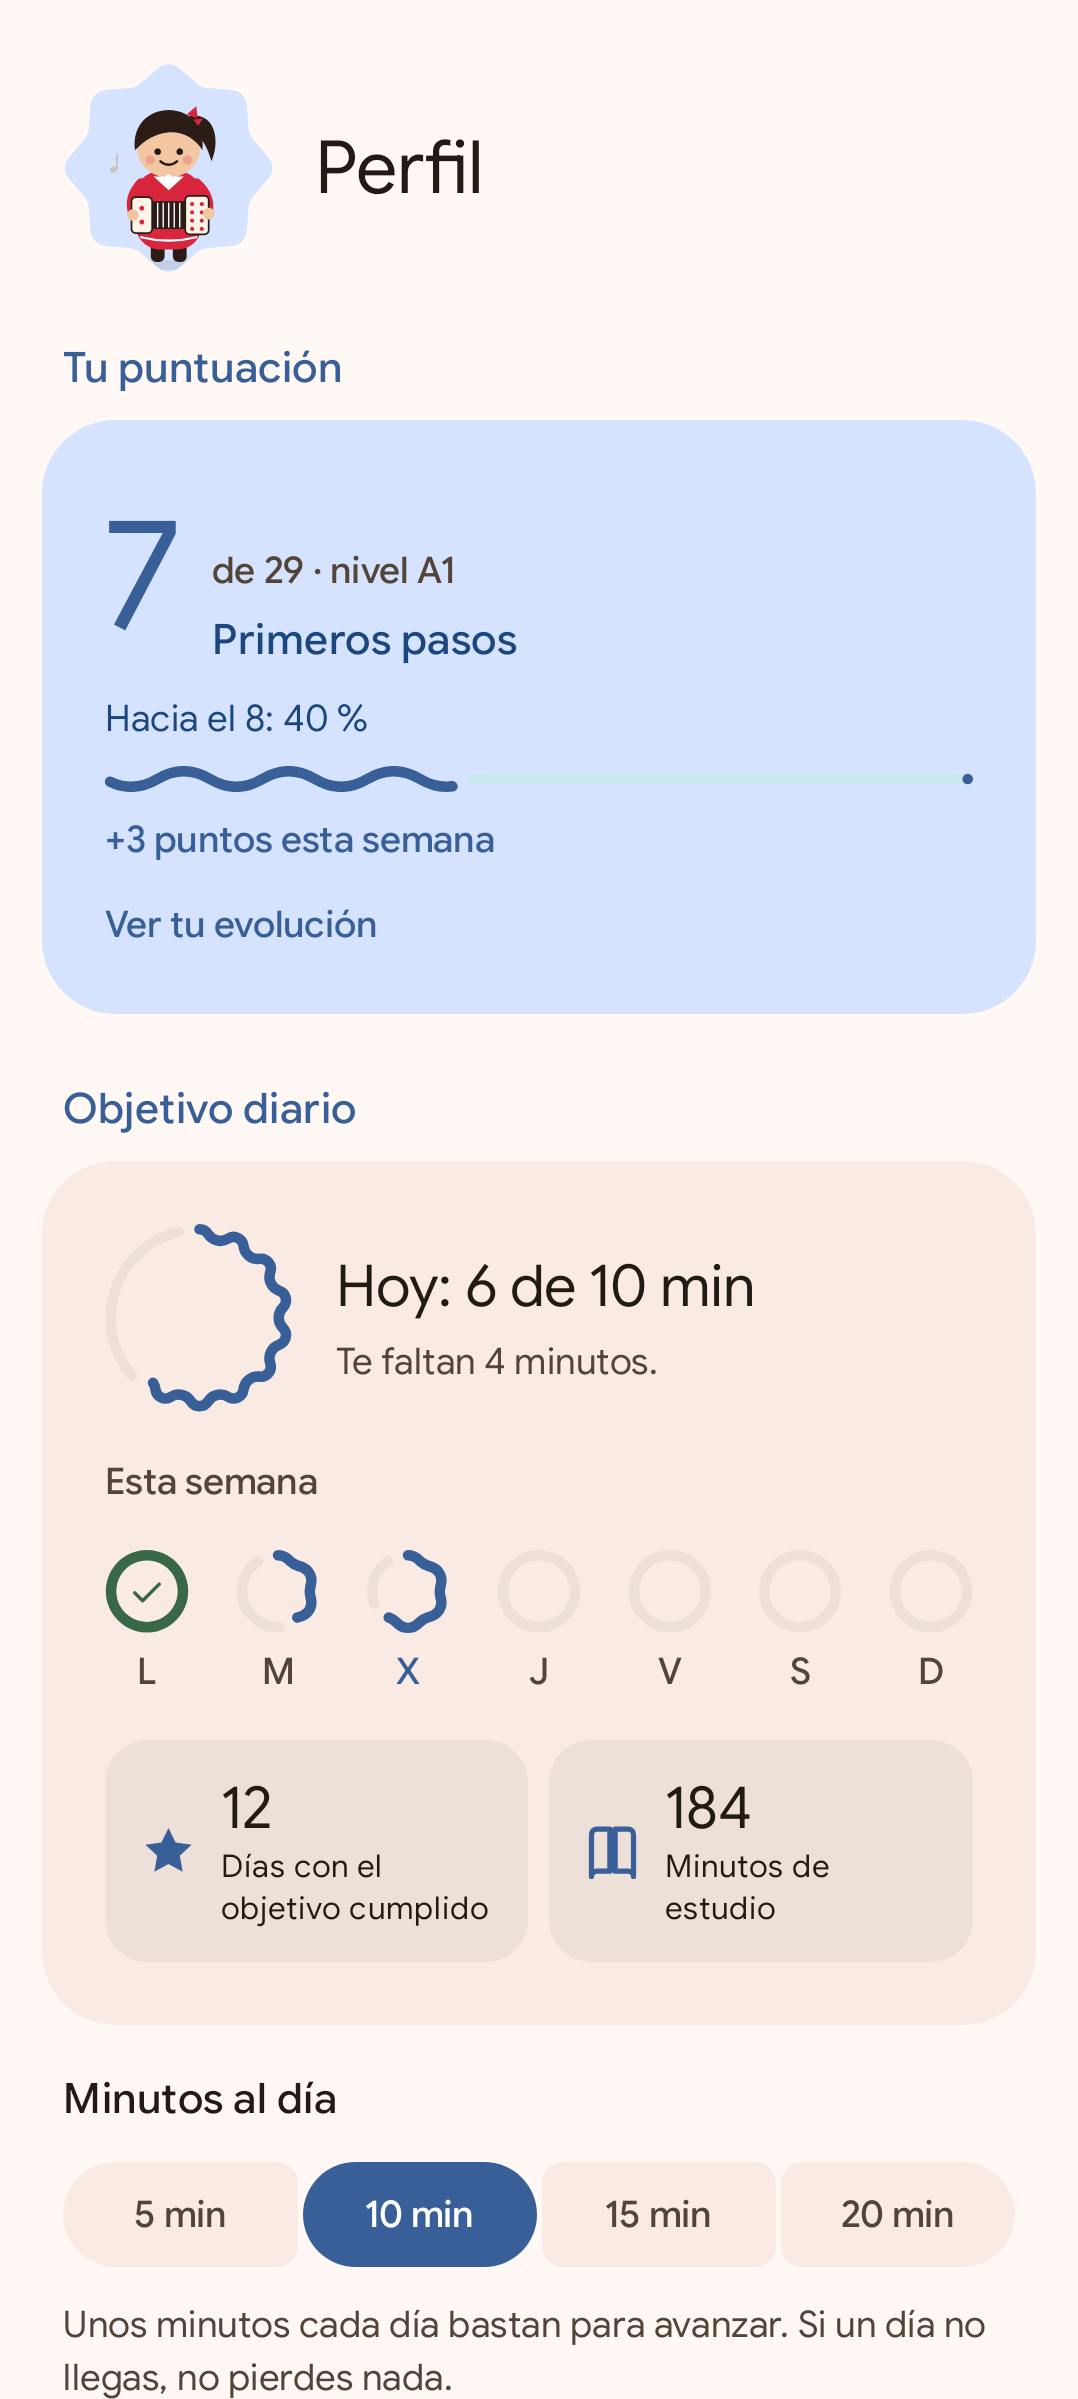 Perfil
Tu puntuación
7
de 29 · nivel A1
Primeros pasos
Hacia el 8: 40 %
+3 puntos esta semana
Ver tu evolución
Objetivo diario
Hoy: 6 de 10 min
Te faltan 4 minutos.
Esta semana
L M X J V S D
12
Días con el
objetivo cumplido
184
Minutos de
estudio
Minutos al día
5 min 10 min 15 min 20 min
Unos minutos cada día bastan para avanzar. Si un día no
llegas, no pierdes nada.